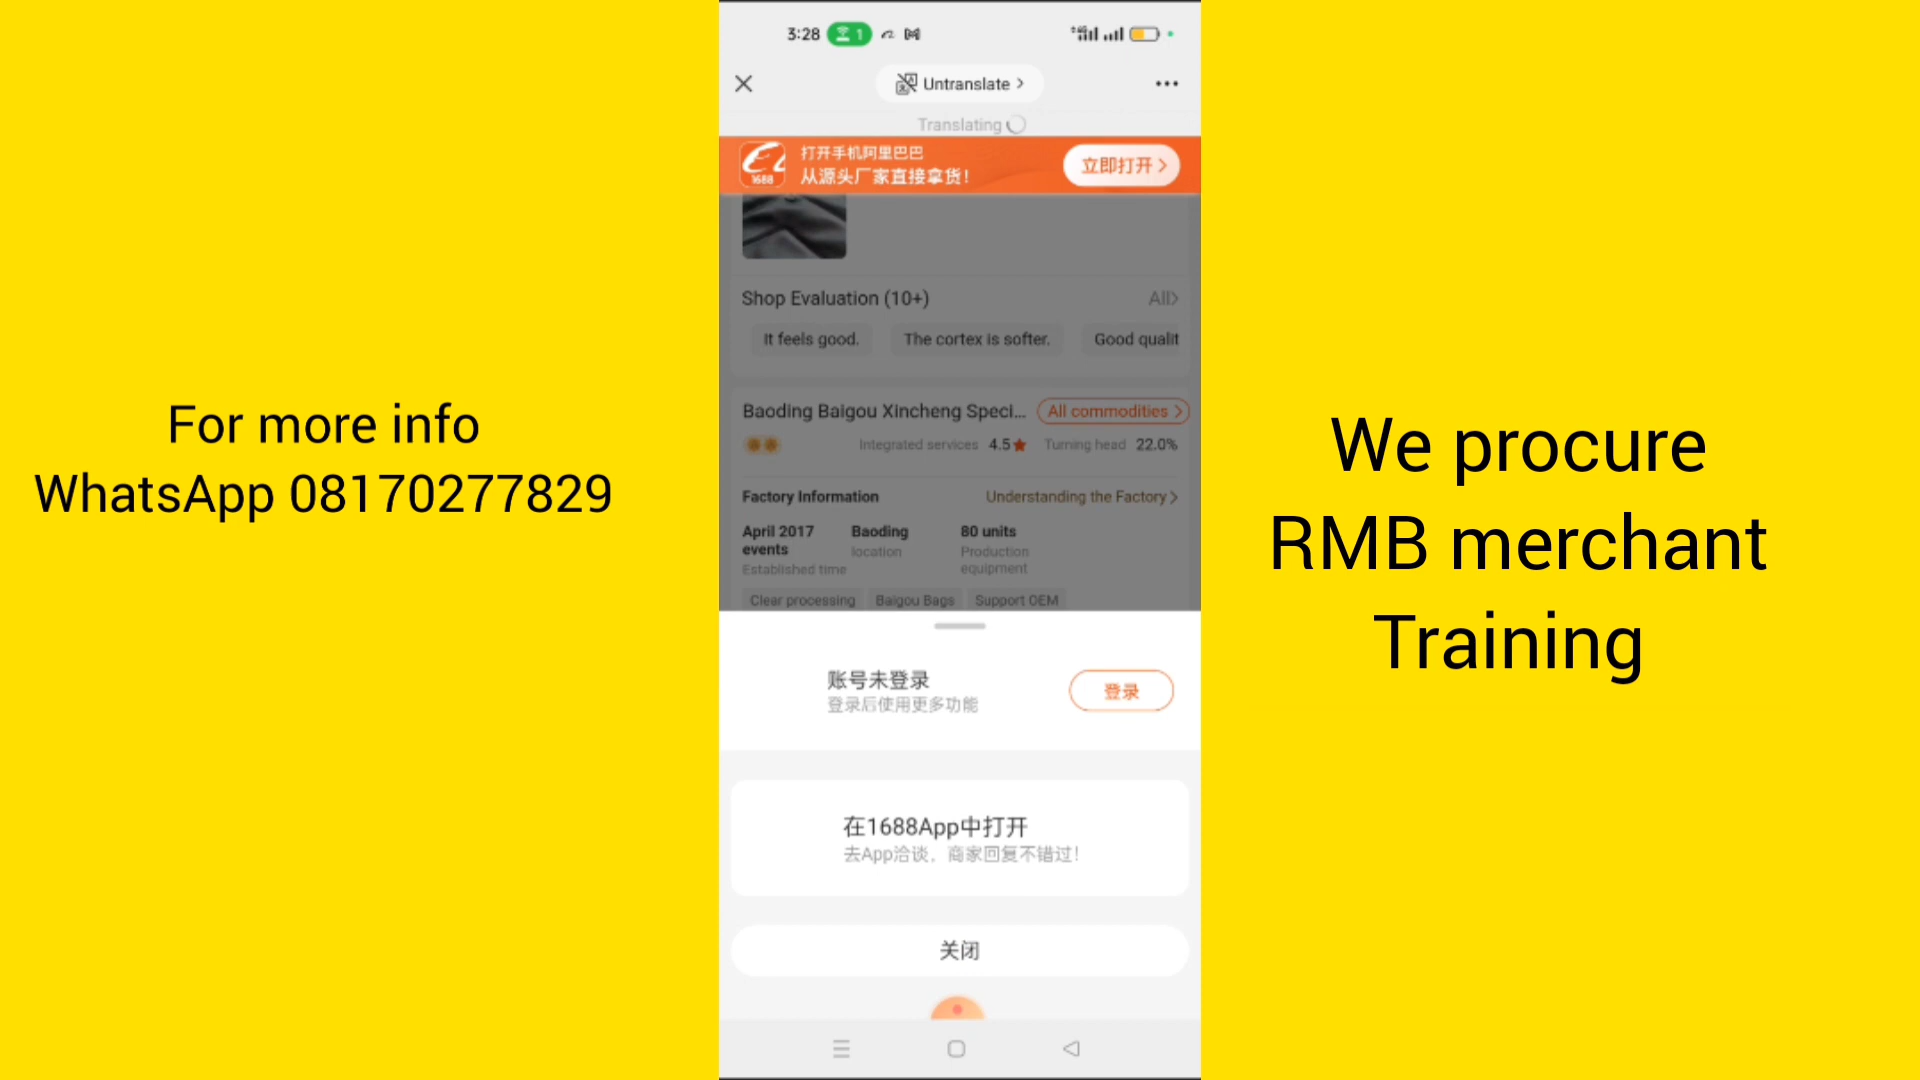 For more info
WhatsApp 08170277829
3:28
1
Untranslate >
Translating
1688
打开手机阿里巴巴
从源头厂家直接拿货!
立即打开 >
Shop Evaluation (10+)
All>
It feels good.
The cortex is softer.
Good qualit
Baoding Baigou Xincheng Speci...
All commodities >
Integrated services 4.5
Turning head 22.0%
Factory Information
Understanding the Factory >
April 2017 events
Baoding
80 units
Established time
location
Production equipment
Clear processing
Baigou Bags
Support OEM
账号未登录
登录后使用更多功能
登录
在1688App中打开
去App洽谈，商家回复不错过!
关闭
We procure
RMB merchant
Training